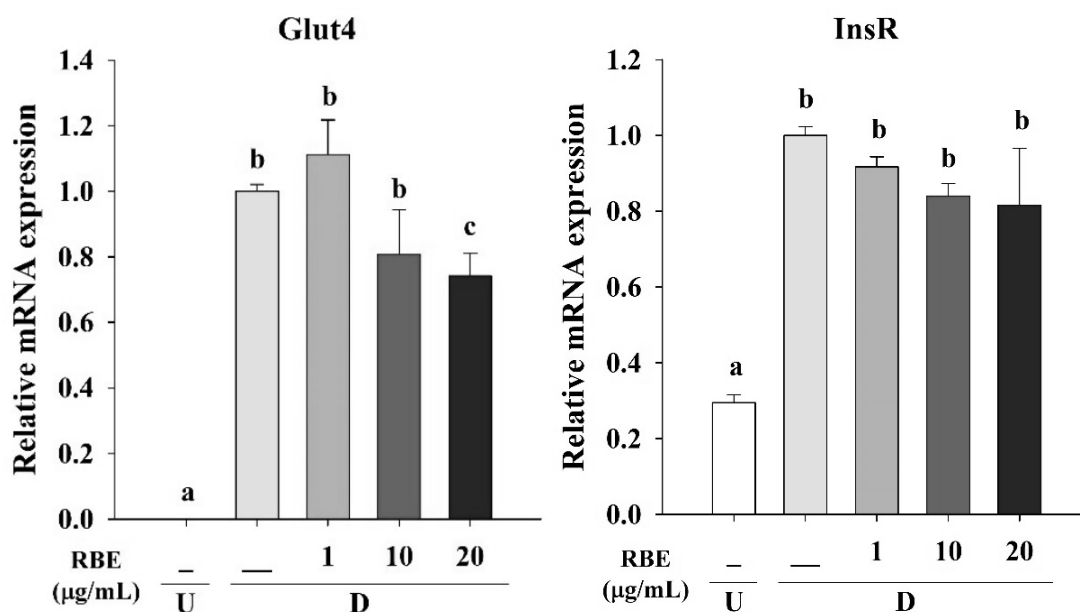 Glut4
Relative mRNA expression
1.4
1.2
1.0
0.8
0.6
0.4
0.2
0.0
a
b
b
b
c
RBE – — 1 10 20
(µg/mL) U D
InsR
Relative mRNA expression
1.2
1.0
0.8
0.6
0.4
0.2
0.0
a
b
b
b
b
RBE – — 1 10 20
(µg/mL) U D